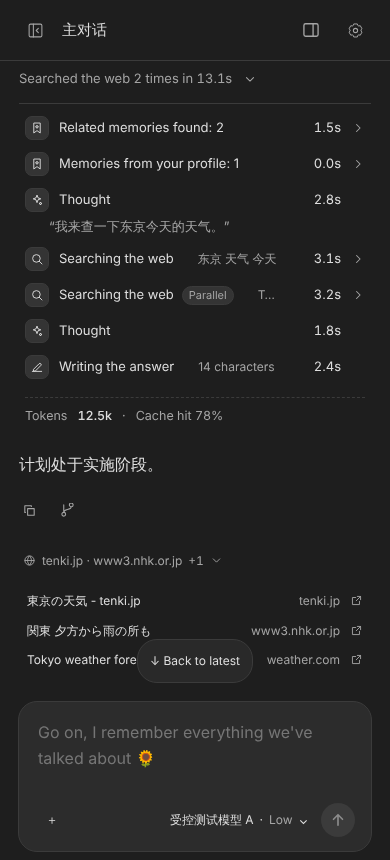 主对话
Searched the web 2 times in 13.1s
Related memories found: 2 1.5s
Memories from your profile: 1 0.0s
Thought 2.8s
“我来查一下东京今天的天气。”
Searching the web 东京 天气 今天 3.1s
Searching the web Parallel T... 3.2s
Thought 1.8s
Writing the answer 14 characters 2.4s
Tokens 12.5k · Cache hit 78%
计划处于实施阶段。
tenki.jp · www3.nhk.or.jp +1
東京の天気 - tenki.jp tenki.jp
関東 夕方から雨の所も www3.nhk.or.jp
Tokyo weather fore weather.com
↓ Back to latest
Go on, I remember everything we've
talked about 🌻
+ 受控测试模型 A · Low